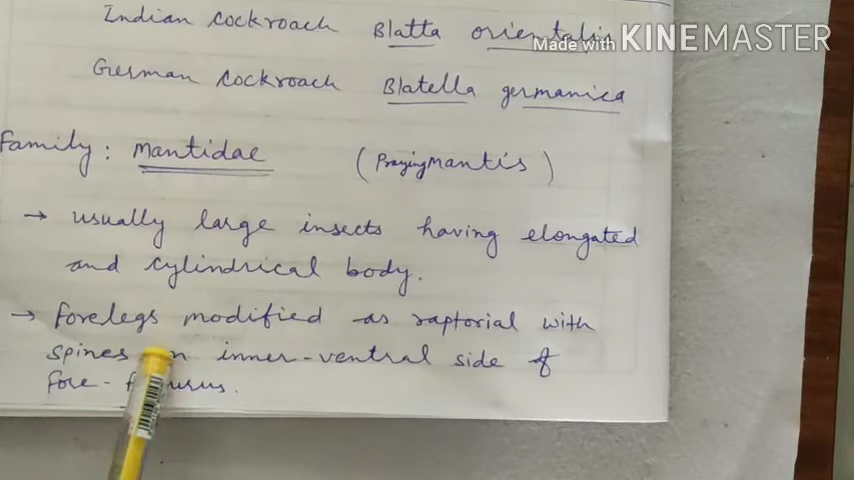 Indian cockroach Blatta orientalis
Made with KINEMASTER
German cockroach Blatella germanica
Family: Mantidae (Praying Mantis)
→ usually large insects having elongated
and cylindrical body.
→ Forelegs modified as raptorial with
spines in inner-ventral side of
fore-